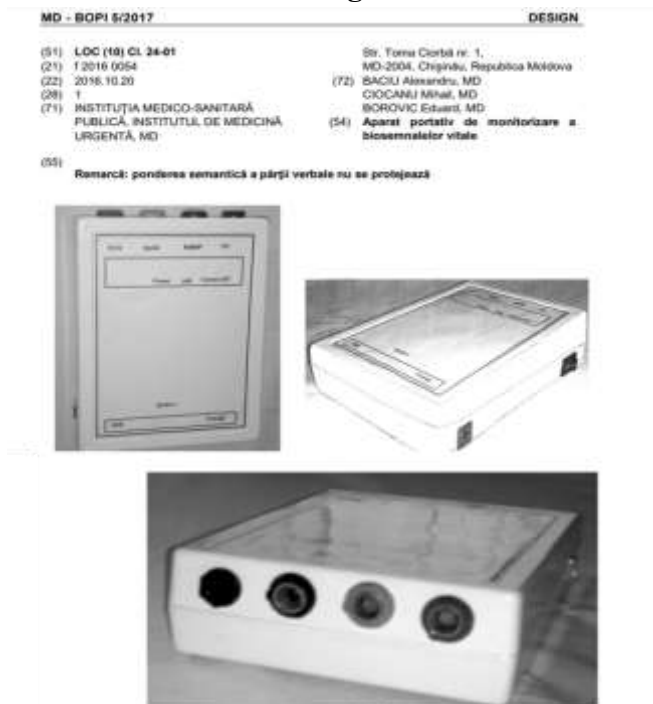 MD - BOPI 5/2017 DESIGN
(51) LOC (10) Cl. 24-01
(21) f 2016 0054
(22) 2016.10.20
(28) 1
(71) INSTITUŢIA MEDICO-SANITARĂ
PUBLICĂ, INSTITUTUL DE MEDICINĂ
URGENTĂ, MD
Str. Toma Ciorbă nr. 1,
MD-2004, Chişinău, Republica Moldova
(72) BACIU Alexandru, MD
CIOCANU Mihail, MD
BOROVIC Eduard, MD
(54) Aparat portativ de monitorizare a
biosemnalelor vitale
(55)
Remarcă: ponderea semantică a părţii verbale nu se protejează